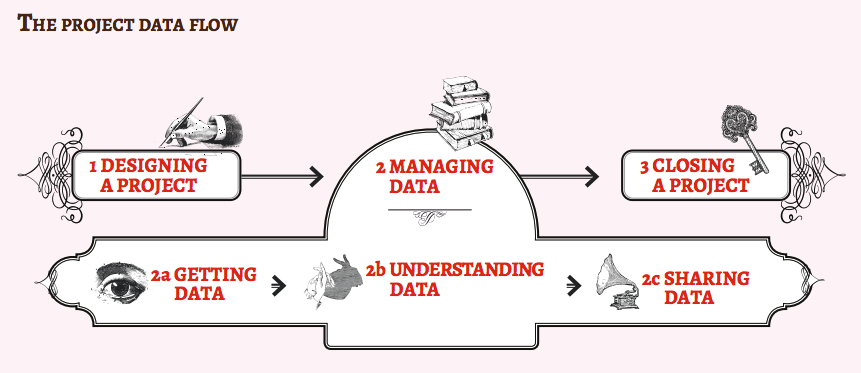 THE PROJECT DATA FLOW
1 DESIGNING
A PROJECT
2 MANAGING
DATA
3 CLOSING
A PROJECT
2a GETTING
DATA
2b UNDERSTANDING
DATA
2c SHARING
DATA